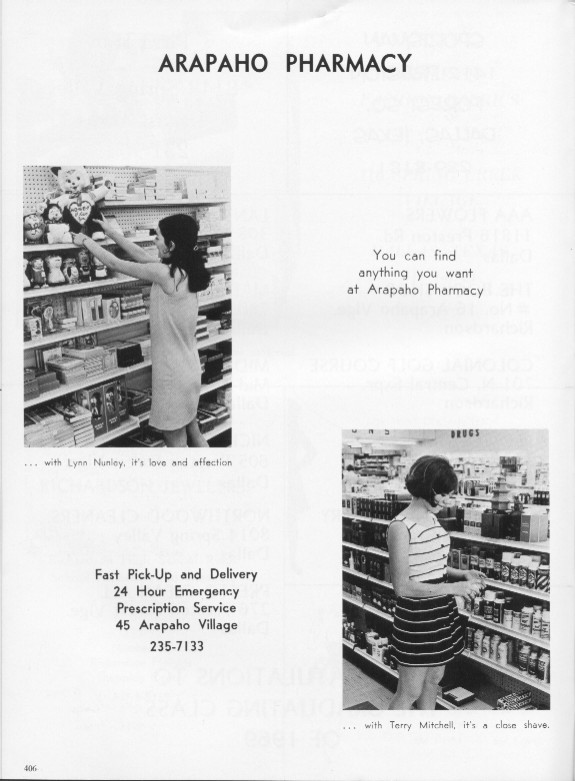 ARAPAHO PHARMACY
You can find
anything you want
at Arapaho Pharmacy
... with Lynn Nunley, it's love and affection
DRUGS
Fast Pick-Up and Delivery
24 Hour Emergency
Prescription Service
45 Arapaho Village
235-7133
... with Terry Mitchell, it's a close shave.
406